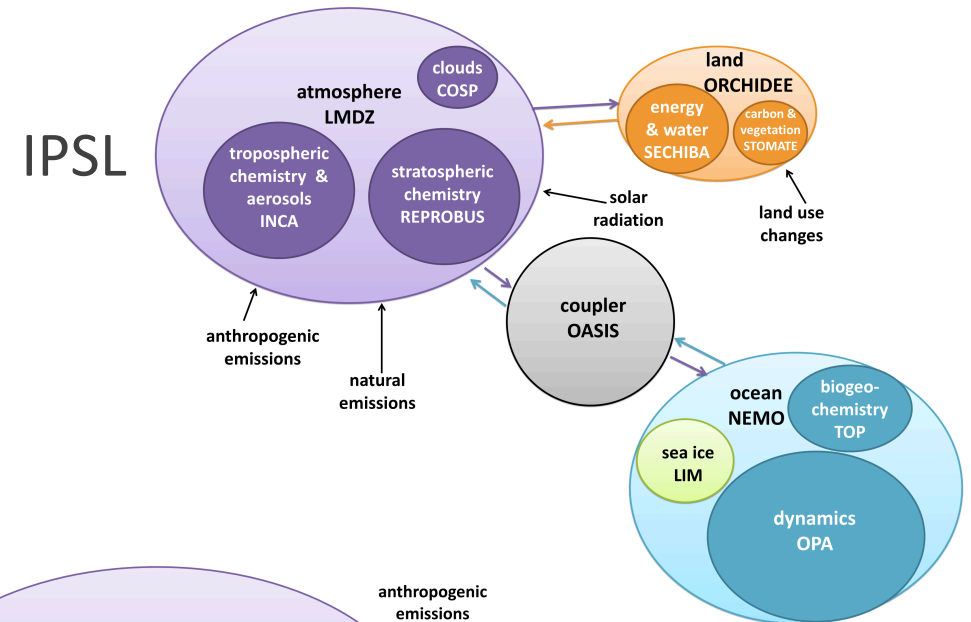 IPSL
atmosphere
LMDZ
clouds
COSP
tropospheric
chemistry &
aerosols
INCA
stratospheric
chemistry
REPROBUS
land
ORCHIDEE
energy
& water
SECHIBA
carbon &
vegetation
STOMATE
solar
radiation
land use
changes
anthropogenic
emissions
natural
emissions
coupler
OASIS
ocean
NEMO
biogeo-
chemistry
TOP
sea ice
LIM
dynamics
OPA
anthropogenic
emissions